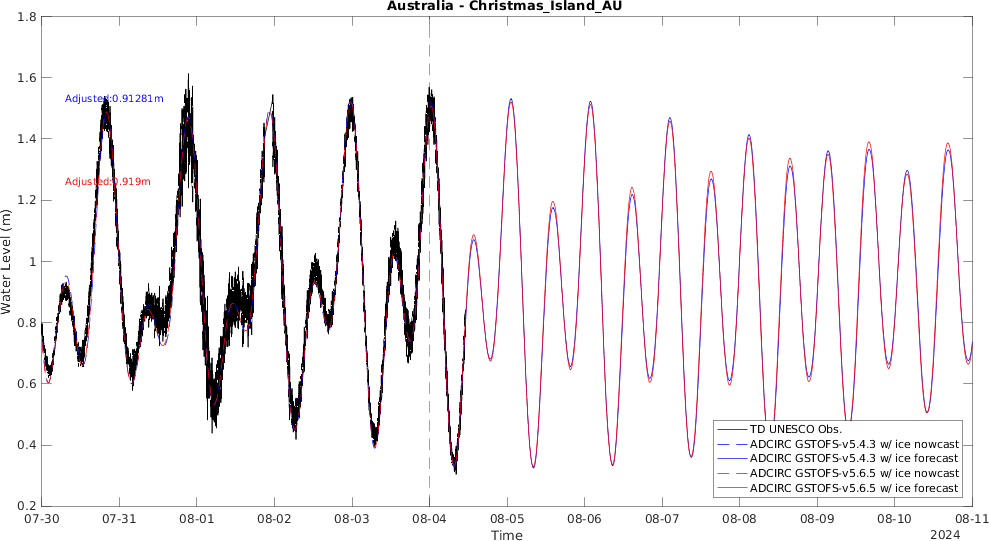 Australia - Christmas_Island_AU
1.8
1.6
1.4
1.2
1
0.8
0.6
0.4
0.2
Water Level (m)
Adjusted:0.91281m
Adjusted:0.919m
TD UNESCO Obs.
ADCIRC GSTOFS-v5.4.3 w/ ice nowcast
ADCIRC GSTOFS-v5.4.3 w/ ice forecast
ADCIRC GSTOFS-v5.6.5 w/ ice nowcast
ADCIRC GSTOFS-v5.6.5 w/ ice forecast
07-30 07-31 08-01 08-02 08-03 08-04 08-05 08-06 08-07 08-08 08-09 08-10 08-11
Time
2024